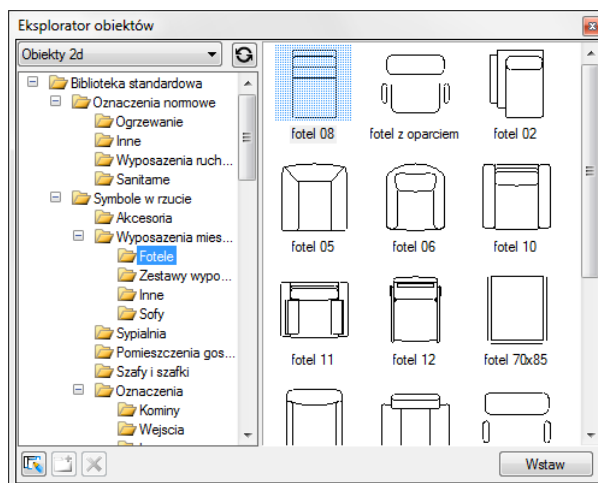 Eksplorator obiektów
Obiekty 2d
Biblioteka standardowa
Oznaczenia normowe
Ogrzewanie
Inne
Wyposażenia ruch...
Sanitarne
Symbole w rzucie
Akcesoria
Wyposażenia mies...
Fotele
Zestawy wypo...
Inne
Sofy
Sypialnia
Pomieszczenia gos...
Szafy i szafki
Oznaczenia
Kominy
Wejscia
fotel 08
fotel z oparciem
fotel 02
fotel 05
fotel 06
fotel 10
fotel 11
fotel 12
fotel 70x85
Wstaw